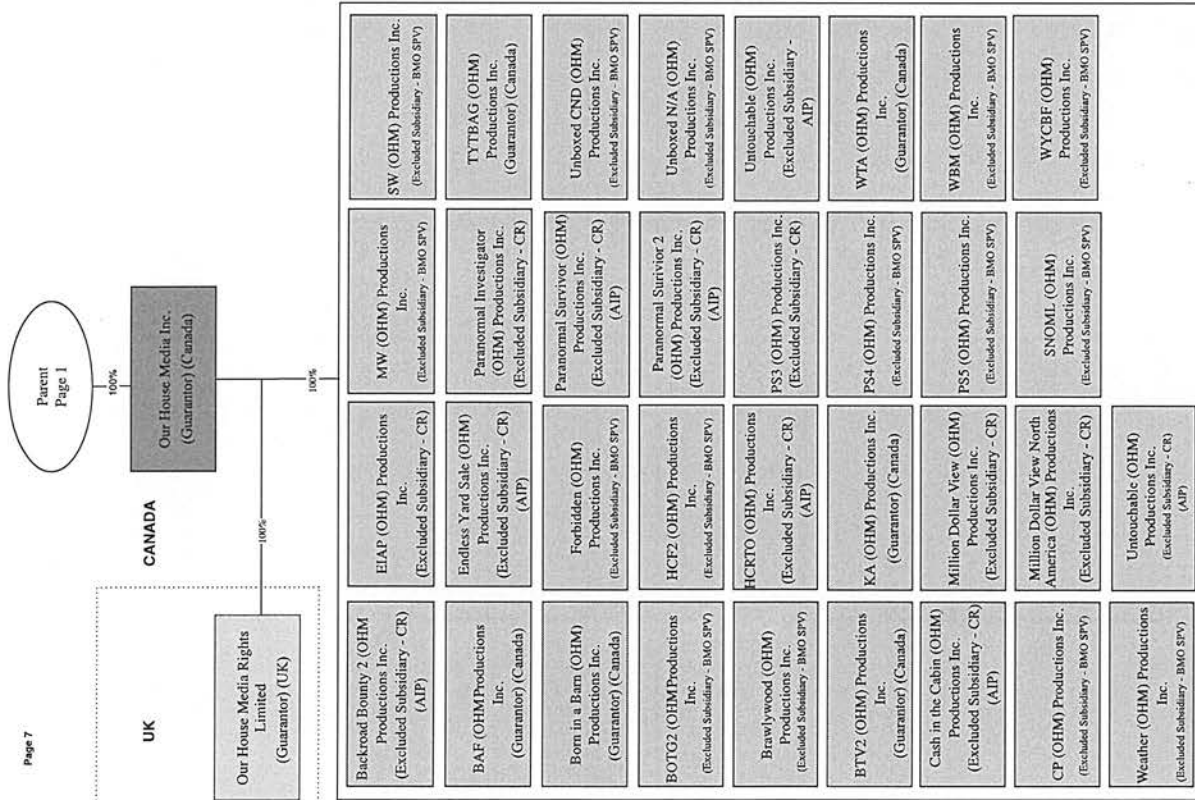 Page 7
Parent
Page 1
100%
CANADA
Our House Media Inc.
(Guarantor) (Canada)
UK
100%
Our House Media Rights
Limited
(Guarantor) (UK)
100%
Backroad Bounty 2 (OHM
Productions Inc.
(Excluded Subsidiary - CR)
(AIP)
BAF (OHMProductions
Inc.
(Guarantor) (Canada)
Born in a Barn (OHM)
Productions Inc.
(Guarantor) (Canada)
BOTG2 (OHMProductions
Inc.
(Excluded Subsidiary - BMO SPV)
Brawlywood (OHM)
Productions Inc.
(Excluded Subsidiary - BMO SPV)
BTV2 (OHM) Productions
Inc.
(Guarantor) (Canada)
Cash in the Cabin (OHM)
Productions Inc.
(Excluded Subsidiary - CR)
(AIP)
CP (OHM) Productions Inc.
(Excluded Subsidiary - BMO SPV)
Weather (OHM) Productions
Inc.
(Excluded Subsidiary - BMO SPV)
EIAP (OHM) Productions
Inc.
(Excluded Subsidiary - CR)
Endless Yard Sale (OHM)
Productions Inc.
(Excluded Subsidiary - CR)
(AIP)
Forbidden (OHM)
Productions Inc.
(Excluded Subsidiary - BMO SPV)
HCF2 (OHM) Productions
Inc.
(Excluded Subsidiary - BMO SPV)
HCRTO (OHM) Productions
Inc.
(Excluded Subsidiary - CR)
(AIP)
KA (OHM) Productions Inc.
(Guarantor) (Canada)
Million Dollar View (OHM)
Productions Inc.
(Excluded Subsidiary - CR)
Million Dollar View North
America (OHM) Productions
Inc.
(Excluded Subsidiary - CR)
Untouchable (OHM)
Productions Inc.
(Excluded Subsidiary - CR)
(AIP)
MW (OHM) Productions
Inc.
(Excluded Subsidiary - BMO SPV)
Paranormal Investigator
(OHM) Productions Inc.
(Excluded Subsidiary - CR)
Paranormal Survivor (OHM)
Productions Inc.
(Excluded Subsidiary - CR)
(AIP)
Paranormal Surivior 2
(OHM) Productions Inc.
(Excluded Subsidiary - CR)
(AIP)
PS3 (OHM) Productions Inc.
(Excluded Subsidiary - CR)
PS4 (OHM) Productions Inc.
(Excluded Subsidiary - BMO SPV)
PS5 (OHM) Productions Inc.
(Excluded Subsidiary - BMO SPV)
SNOML (OHM)
Productions Inc.
(Excluded Subsidiary - BMO SPV)
SW (OHM) Productions Inc.
(Excluded Subsidiary - BMO SPV)
TYTBAG (OHM)
Productions Inc.
(Guarantor) (Canada)
Unboxed CND (OHM)
Productions Inc.
(Excluded Subsidiary - BMO SPV)
Unboxed N/A (OHM)
Productions Inc.
(Excluded Subsidiary - BMO SPV)
Untouchable (OHM)
Productions Inc.
(Excluded Subsidiary -
AIP)
WTA (OHM) Productions
Inc.
(Guarantor) (Canada)
WBM (OHM) Productions
Inc.
(Excluded Subsidiary - BMO SPV)
WYCBF (OHM)
Productions Inc.
(Excluded Subsidiary - BMO SPV)